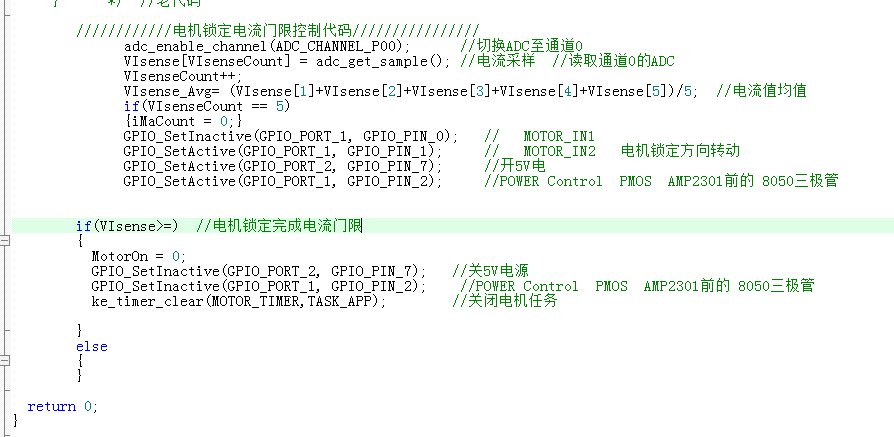 }      */  //老代码
////////////电机锁定电流门限控制代码////////////////
adc_enable_channel(ADC_CHANNEL_P00);      //切换ADC至通道0
VIsense[VIsenseCount] = adc_get_sample(); //电流采样  //读取通道0的ADC
VIsenseCount++;
VIsense_Avg= (VIsense[1]+VIsense[2]+VIsense[3]+VIsense[4]+VIsense[5])/5;  //电流值均值
if(VIsenseCount == 5)
{iMaCount = 0;}
GPIO_SetInactive(GPIO_PORT_1, GPIO_PIN_0);   //   MOTOR_IN1
GPIO_SetActive(GPIO_PORT_1, GPIO_PIN_1);     //   MOTOR_IN2   电机锁定方向转动
GPIO_SetActive(GPIO_PORT_2, GPIO_PIN_7);     //开5V电
GPIO_SetActive(GPIO_PORT_1, GPIO_PIN_2);     //POWER Control  PMOS  AMP2301前的 8050三极管
if(VIsense>=)  //电机锁定完成电流门限
{
MotorOn = 0;
GPIO_SetInactive(GPIO_PORT_2, GPIO_PIN_7);   //关5V电源
GPIO_SetInactive(GPIO_PORT_1, GPIO_PIN_2);    //POWER Control  PMOS  AMP2301前的 8050三极管
ke_timer_clear(MOTOR_TIMER,TASK_APP);        //关闭电机任务
}
else
{
}
return 0;
}